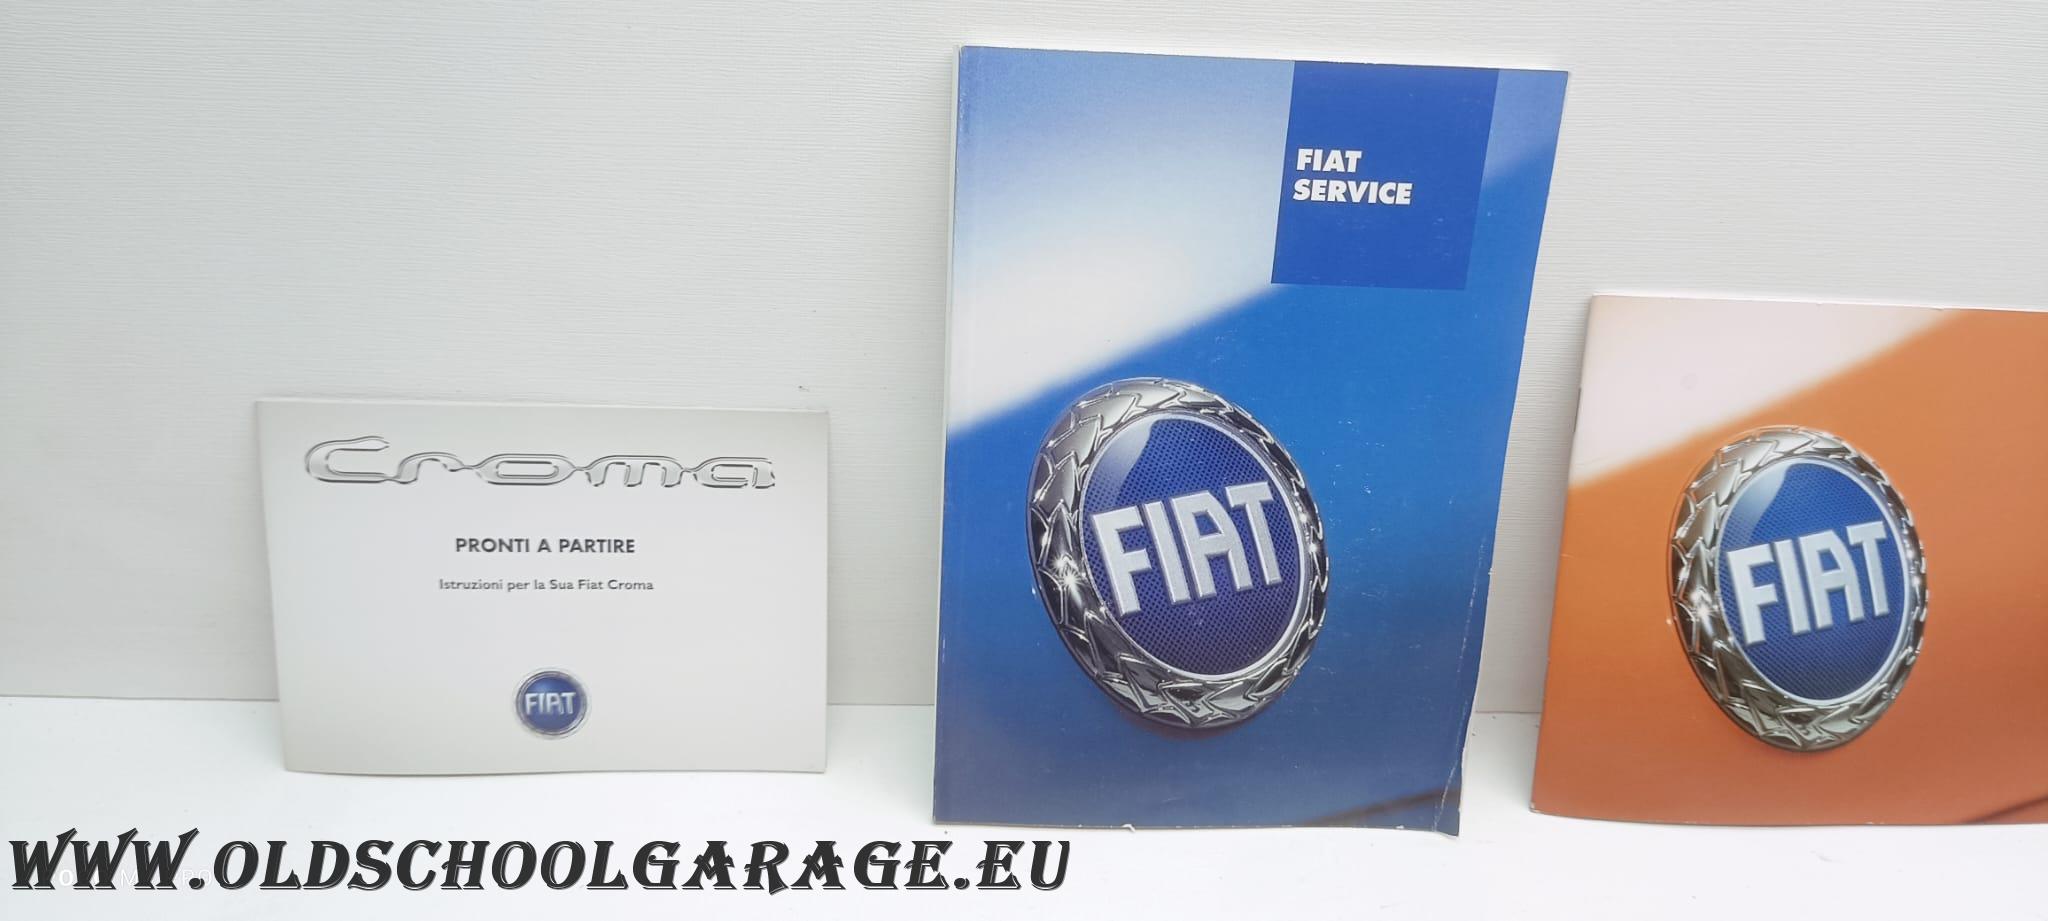 Croma
PRONTI A PARTIRE
Istruzioni per la Sua Fiat Croma
FIAT
FIAT
SERVICE
FIAT
FIAT
WWW.OLDSCHOOLGARAGE.EU